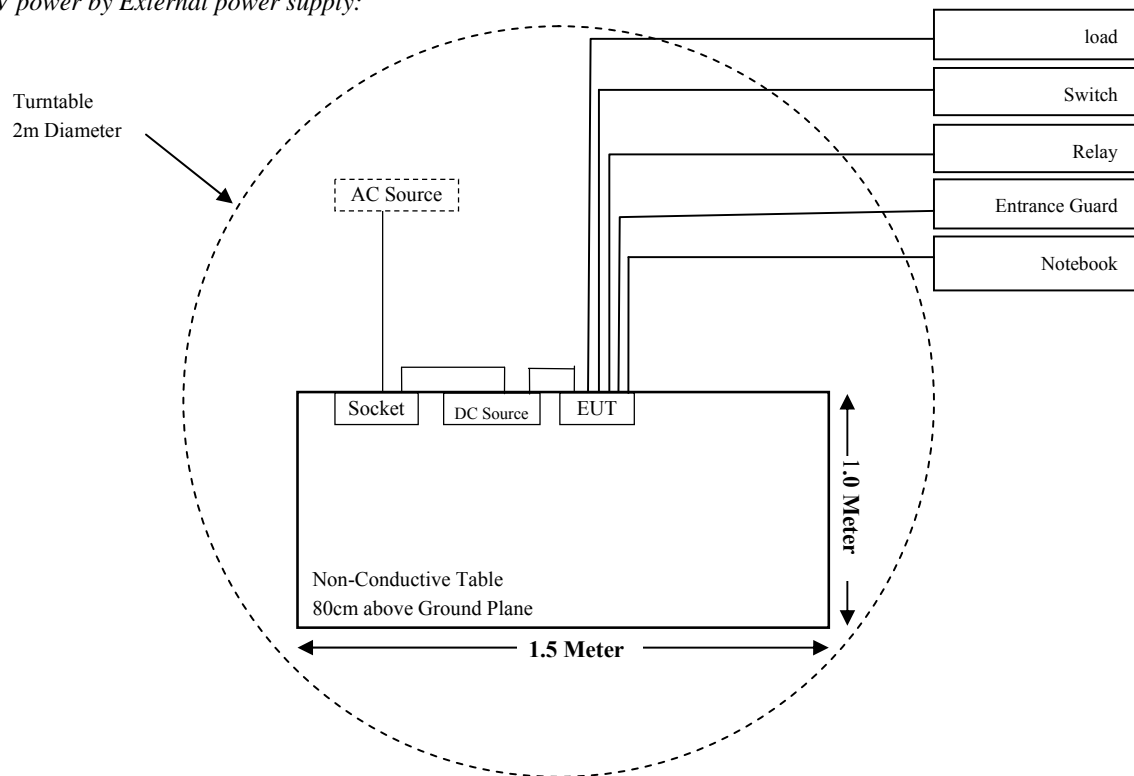 power by External power supply:
load
Switch
Relay
Entrance Guard
Notebook
Turntable
2m Diameter
AC Source
Socket
DC Source
EUT
1.0 Meter
Non-Conductive Table
80cm above Ground Plane
1.5 Meter